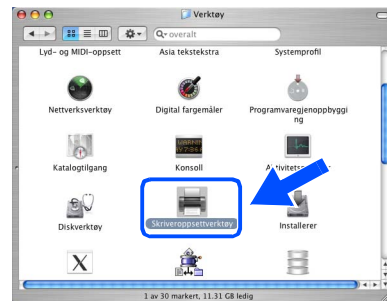 Verktøy
overalt
Lyd- og MIDI-oppsett
Asia tekstekstra
Systemprofil
Nettverksverktøy
Digital fargemåler
Programvaregjenoppbyggi
ng
Katalogtilgang
Konsoll
Diskverktøy
Skriveroppsettverktøy
Installerer
1 av 30 markert, 11.31 GB ledig